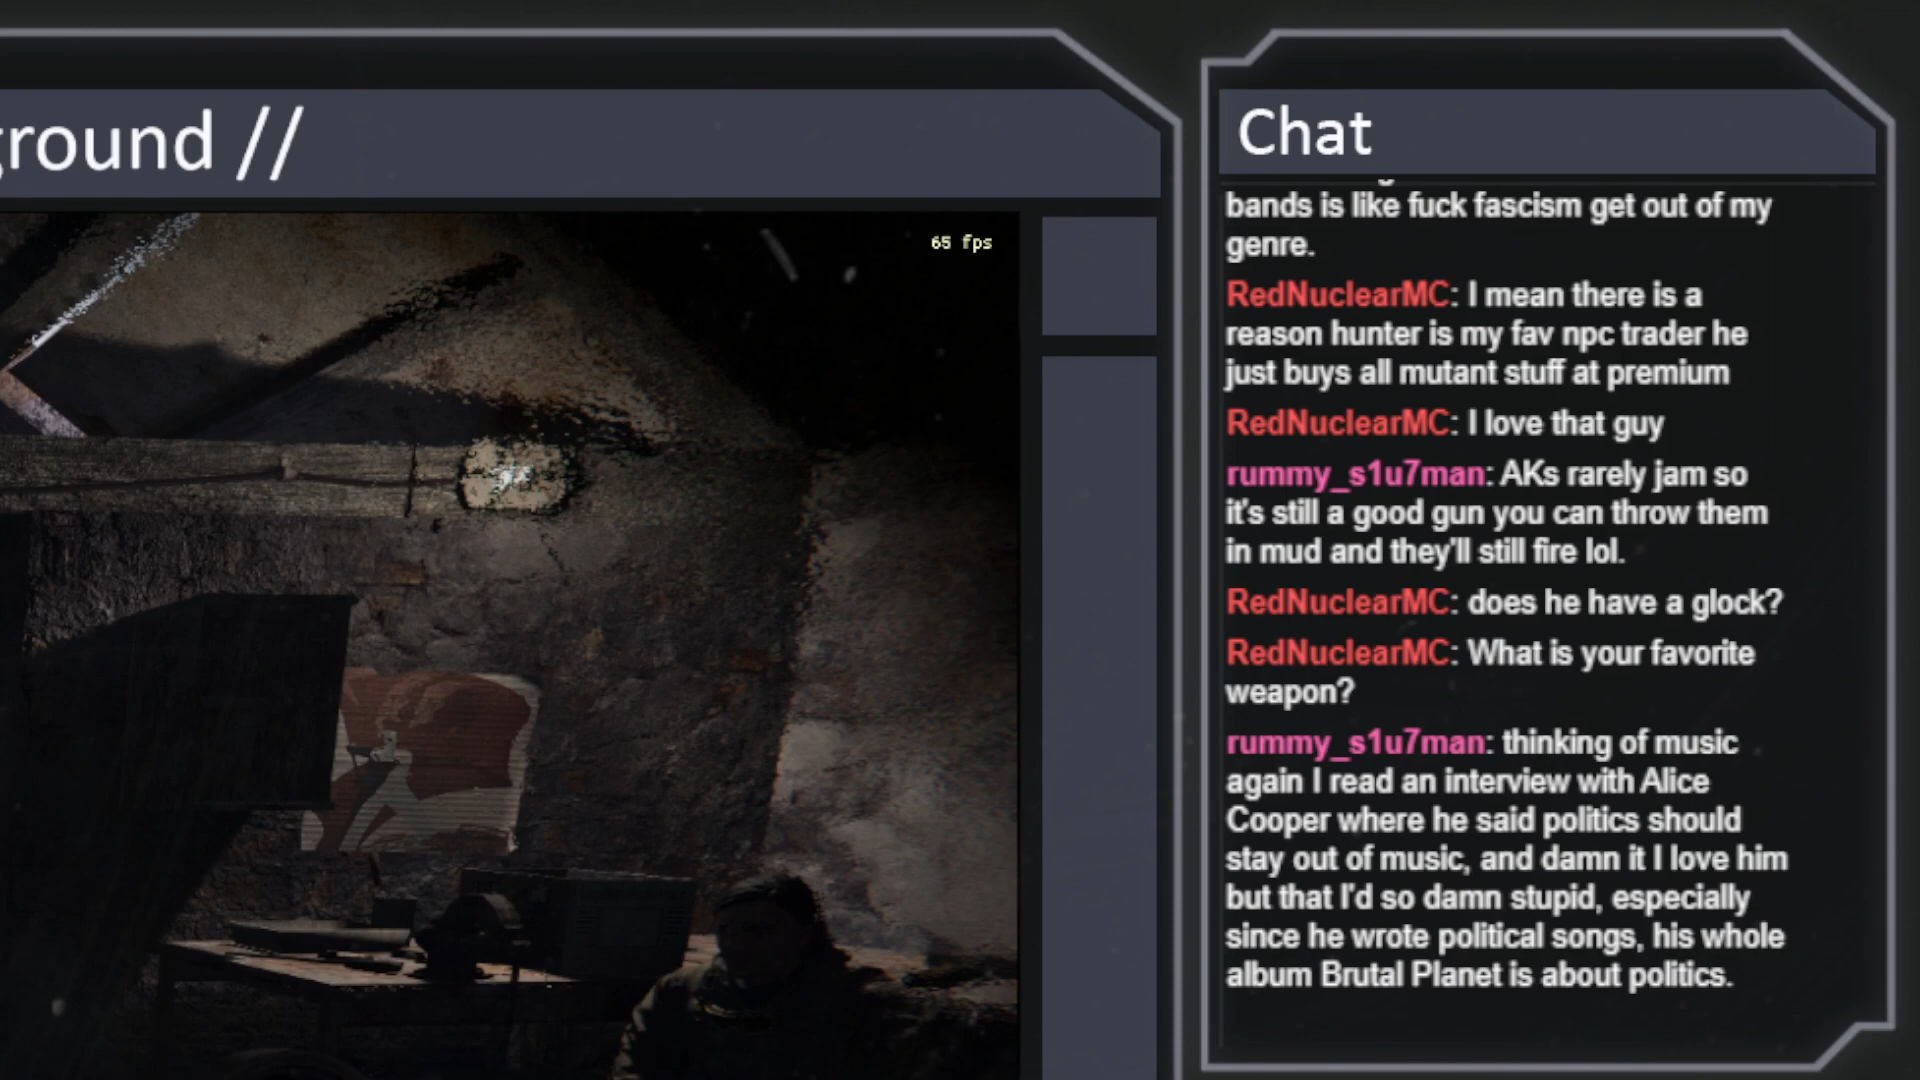 ground //
65 fps
Chat
bands is like fuck fascism get out of my
genre.
RedNuclearMC: I mean there is a
reason hunter is my fav npc trader he
just buys all mutant stuff at premium
RedNuclearMC: I love that guy
rummy_s1u7man: AKs rarely jam so
it's still a good gun you can throw them
in mud and they'll still fire lol.
RedNuclearMC: does he have a glock?
RedNuclearMC: What is your favorite
weapon?
rummy_s1u7man: thinking of music
again I read an interview with Alice
Cooper where he said politics should
stay out of music, and damn it I love him
but that I'd so damn stupid, especially
since he wrote political songs, his whole
album Brutal Planet is about politics.